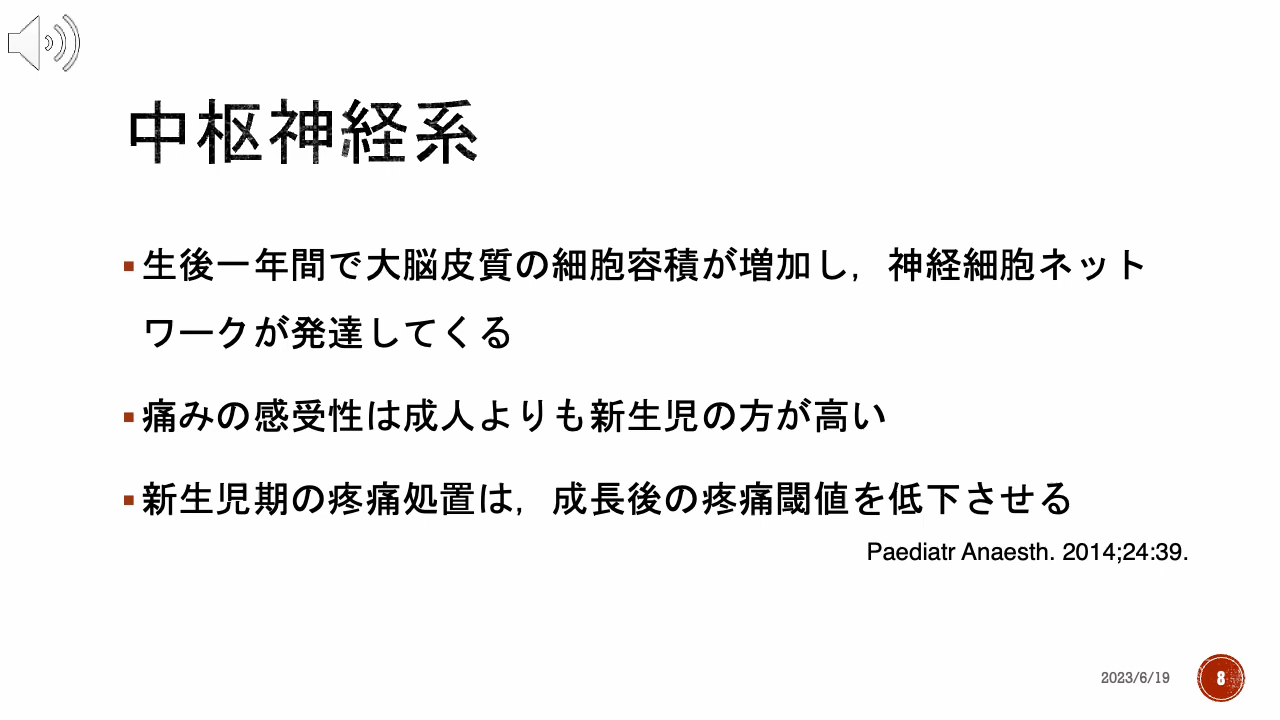 中枢神経系
▪生後一年間で大脳皮質の細胞容積が増加し，神経細胞ネット
ワークが発達してくる
▪痛みの感受性は成人よりも新生児の方が高い
▪新生児期の疼痛処置は，成長後の疼痛閾値を低下させる
Paediatr Anaesth. 2014;24:39.
2023/6/19
8